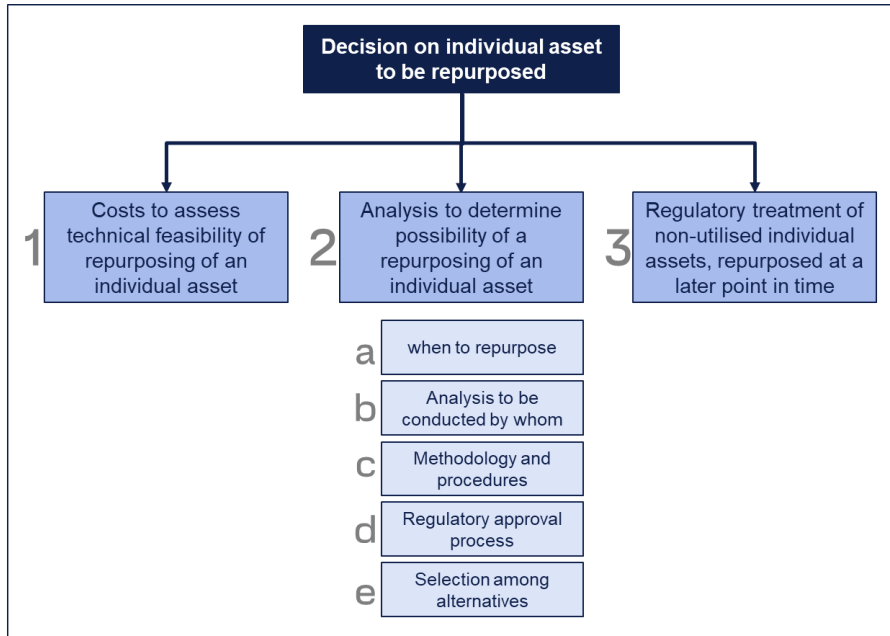 Decision on individual asset
to be repurposed
1
Costs to assess
technical feasibility of
repurposing of an
individual asset
2
Analysis to determine
possibility of a
repurposing of an
individual asset
3
Regulatory treatment of
non-utilised individual
assets, repurposed at a
later point in time
a
when to repurpose
b
Analysis to be
conducted by whom
c
Methodology and
procedures
d
Regulatory approval
process
e
Selection among
alternatives